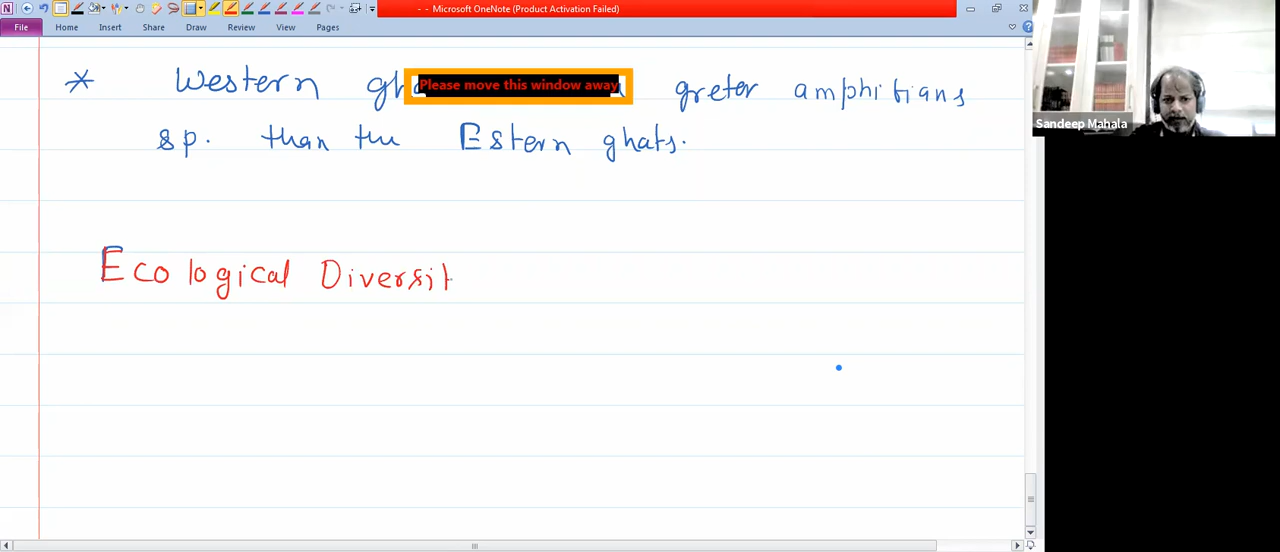 - - Microsoft OneNote (Product Activation Failed)
File Home Insert Share Draw Review View Pages
* Western Please move this window away greter amphibians
sp. than the Estern ghats.
Sandeep Mahala
Ecological Diversit